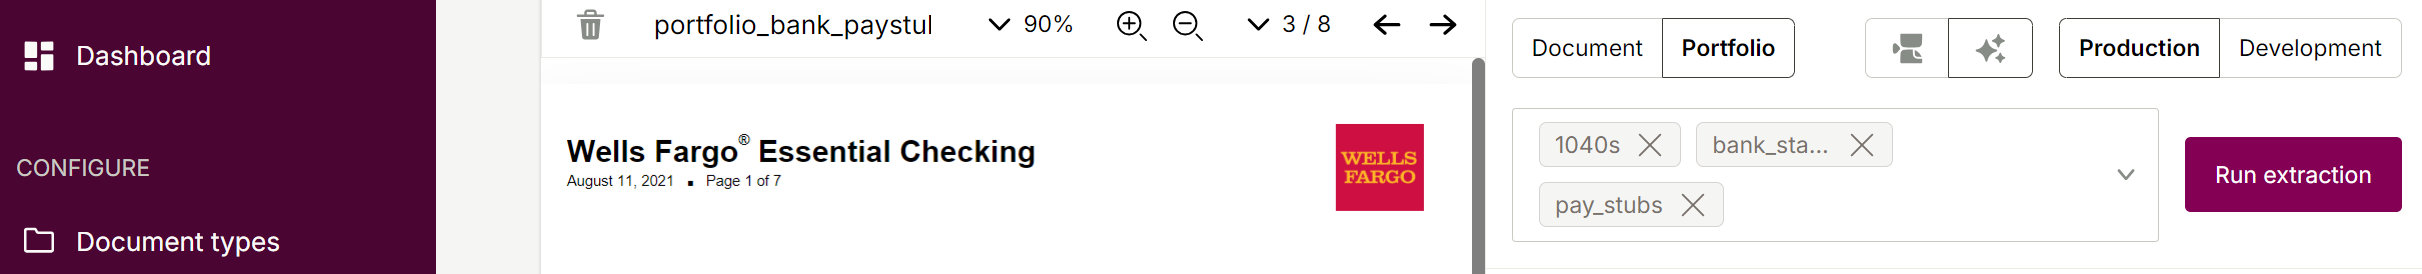 Dashboard
CONFIGURE
Document types
portfolio_bank_paystul
90%
3 / 8
Wells Fargo® Essential Checking
August 11, 2021 ▪ Page 1 of 7
WELLS
FARGO
Document Portfolio
Production Development
1040s bank_sta...
pay_stubs
Run extraction